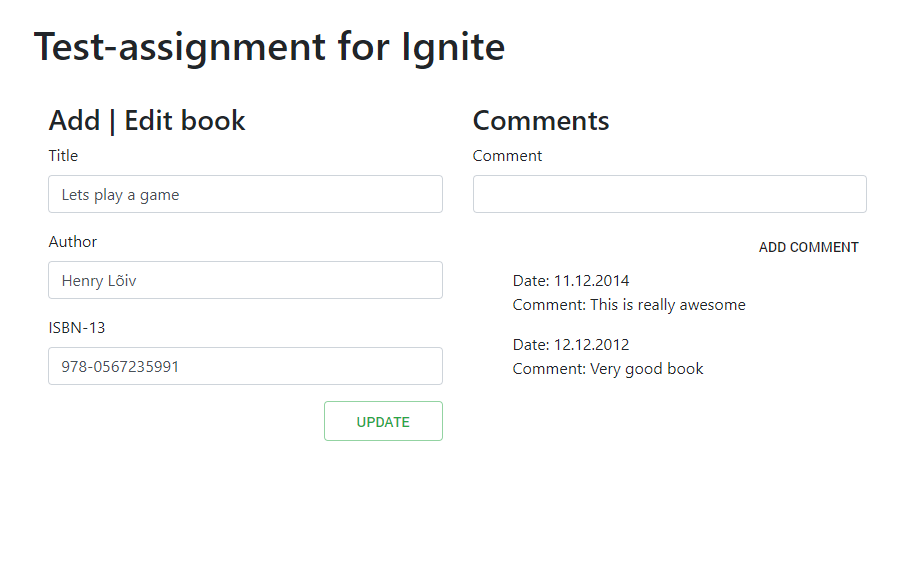 Test-assignment for Ignite
Add | Edit book
Title
Lets play a game
Author
Henry Lõiv
ISBN-13
978-0567235991
UPDATE
Comments
Comment
ADD COMMENT
Date: 11.12.2014
Comment: This is really awesome
Date: 12.12.2012
Comment: Very good book